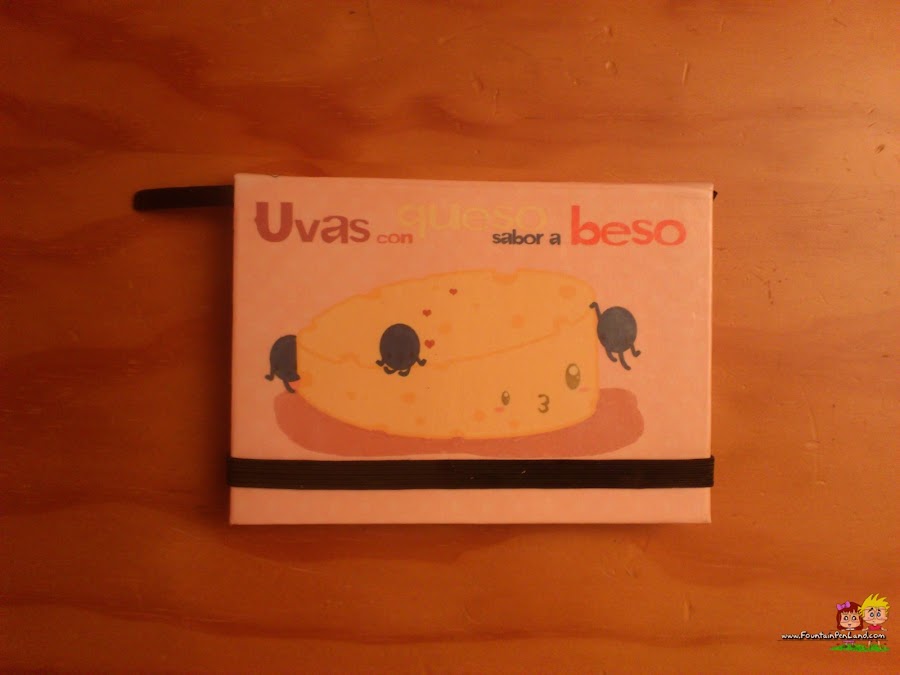 Uvas con queso sabor a beso
www.FountainPenLand.com